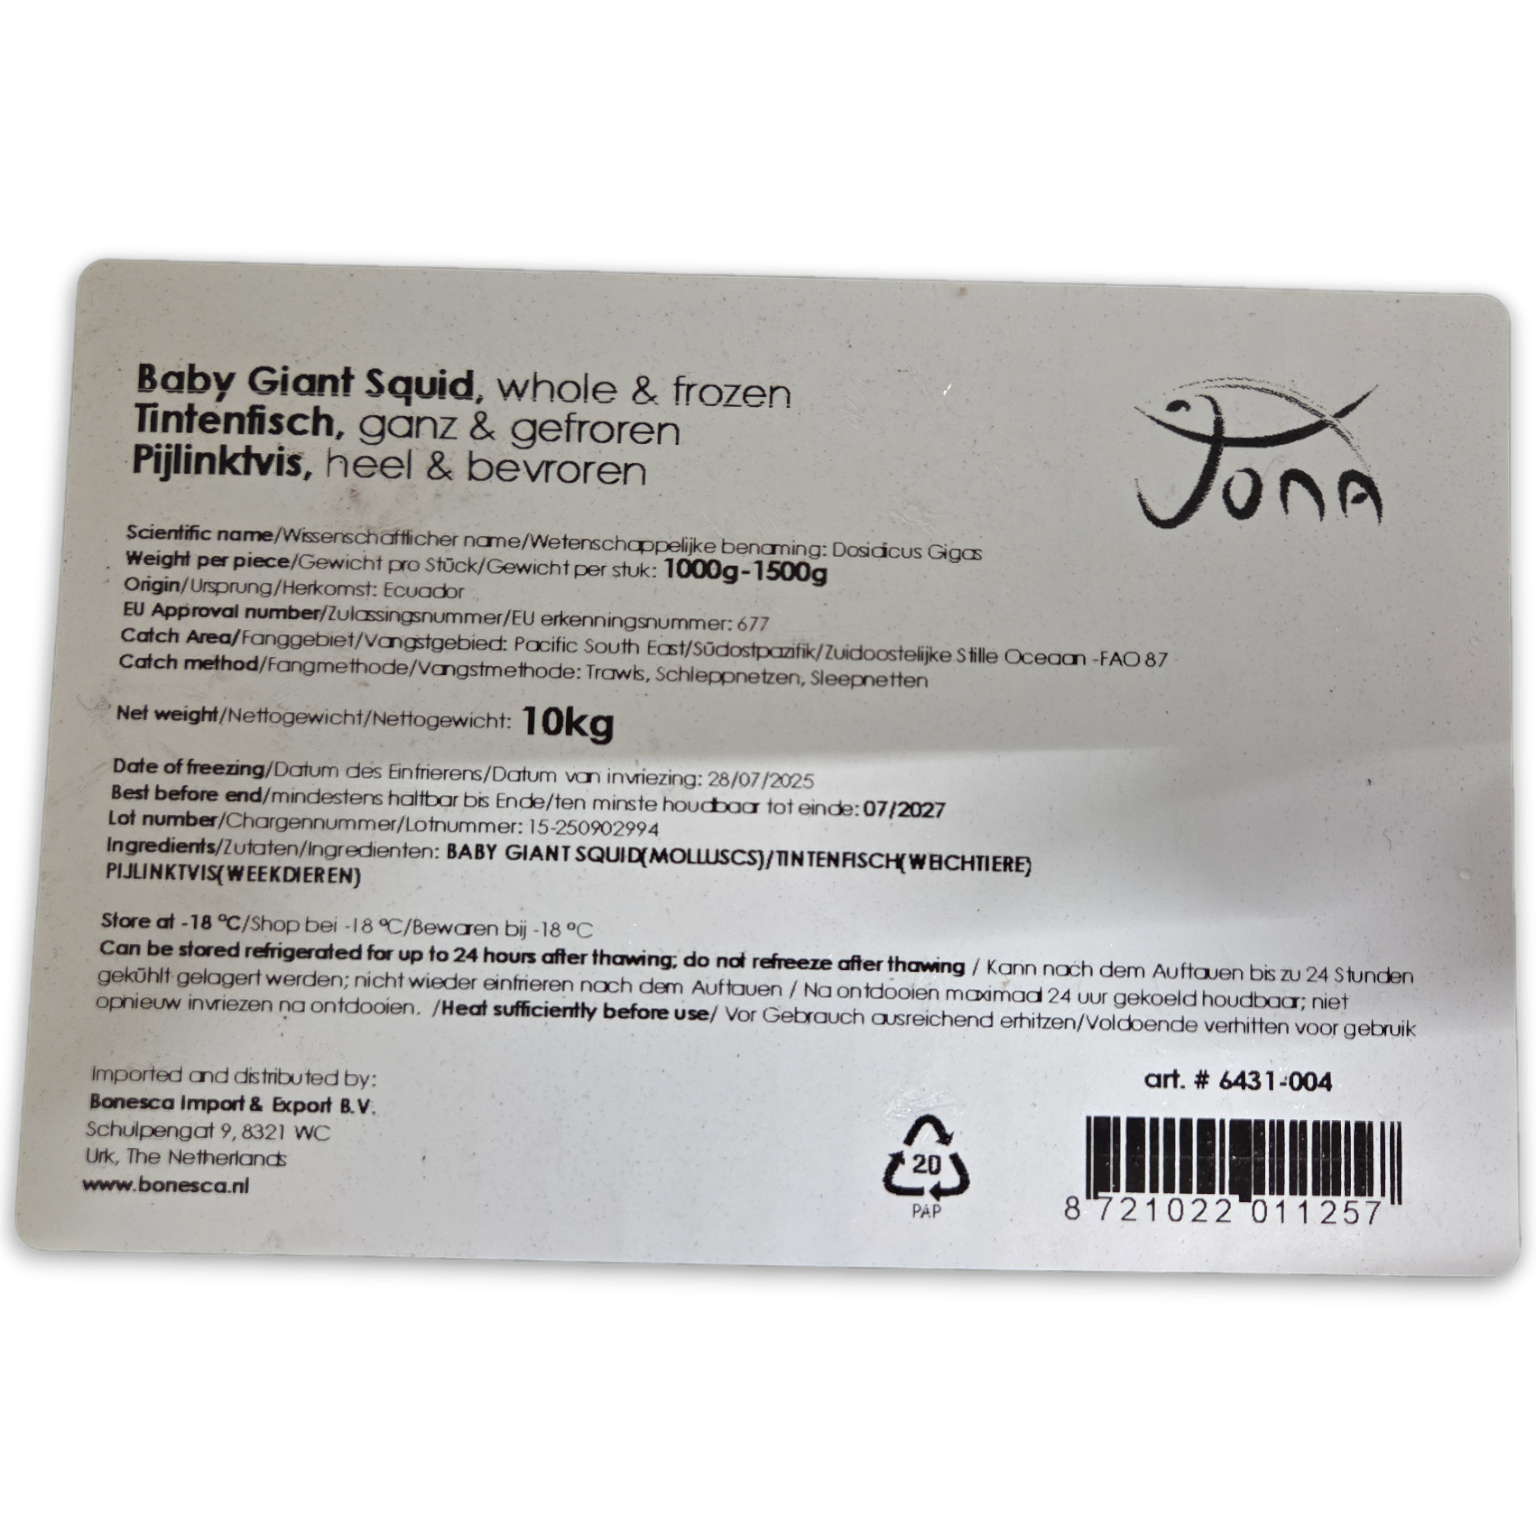 Baby Giant Squid, whole & frozen
Tintenfisch, ganz & gefroren
Pijlinktvis, heel & bevroren
Jona
Scientific name/Wissenschaftlicher name/Wetenschappelijke benaming: Dosidicus Gigas
Weight per piece/Gewicht pro Stück/Gewicht per stuk: 1000g-1500g
Origin/Ursprung/Herkomst: Ecuador
EU Approval number/Zulassingsnummer/EU erkenningsnummer: 677
Catch Area/Fanggebiet/Vangstgebied: Pacific South East/Südostpazifik/Zuidoostelijke Stille Oceaan -FAO 87
Catch method/Fangmethode/Vangstmethode: Trawls, Schleppnetzen, Sleepnetten
Net weight/Nettogewicht/Nettogewicht: 10kg
Date of freezing/Datum des Einfrierens/Datum van invriezing: 28/07/2025
Best before end/mindestens haltbar bis Ende/ten minste houdbaar tot einde: 07/2027
Lot number/Chargennummer/Lotnummer: 15-250902994
Ingredients/Zutaten/Ingredienten: BABY GIANT SQUID(MOLLUSCS)/TINTENFISCH(WEICHTIERE)
PIJLINKTVIS(WEEKDIEREN)
Store at -18 °C/Shop bei -18 °C/Bewaren bij -18 °C
Can be stored refrigerated for up to 24 hours after thawing; do not refreeze after thawing / Kann nach dem Auftauen bis zu 24 Stunden
gekühlt gelagert werden; nicht wieder einfrieren nach dem Auftauen / Na ontdooien maximaal 24 uur gekoeld houdbaar; niet
opnieuw invriezen na ontdooien. /Heat sufficiently before use/ Vor Gebrauch ausreichend erhitzen/Voldoende verhitten voor gebruik
Imported and distributed by:
Bonesca Import & Export B.V.
Schulpengat 9, 8321 WC
Urk, The Netherlands
www.bonesca.nl
20
PAP
art. # 6431-004
8 721022 011257